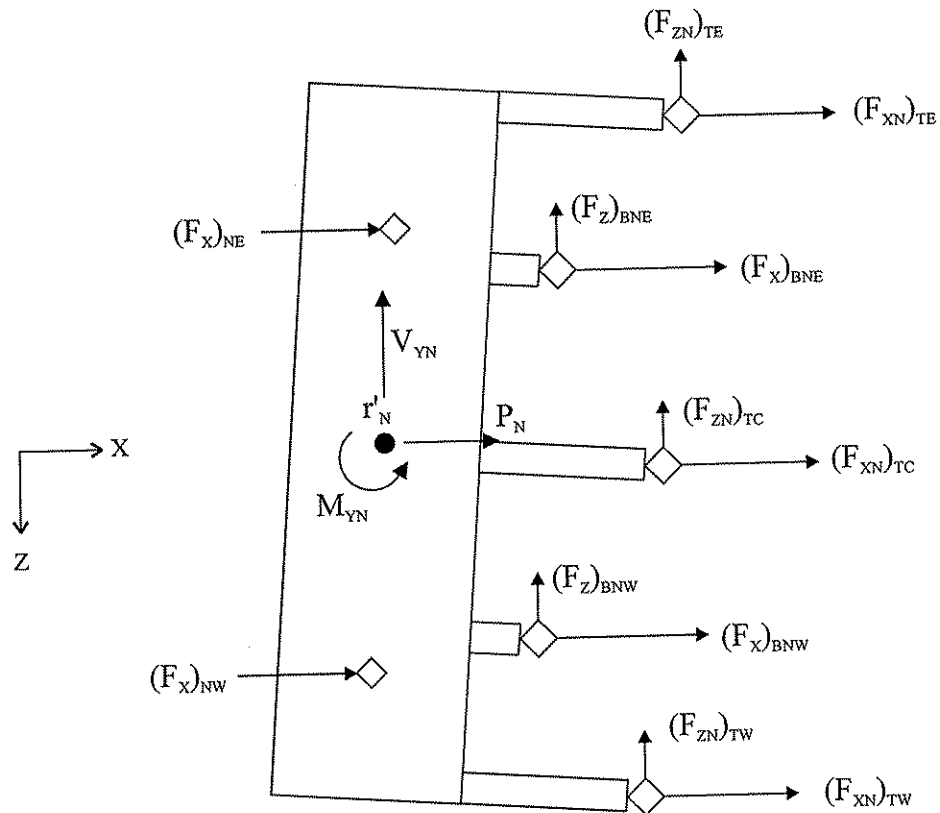 (F_ZN)_TE
(F_XN)_TE
(F_Z)_BNE
(F_X)_NE
(F_X)_BNE
V_YN
r'_N
P_N
(F_ZN)_TC
X
(F_XN)_TC
M_YN
Z
(F_Z)_BNW
(F_X)_BNW
(F_X)_NW
(F_ZN)_TW
(F_XN)_TW